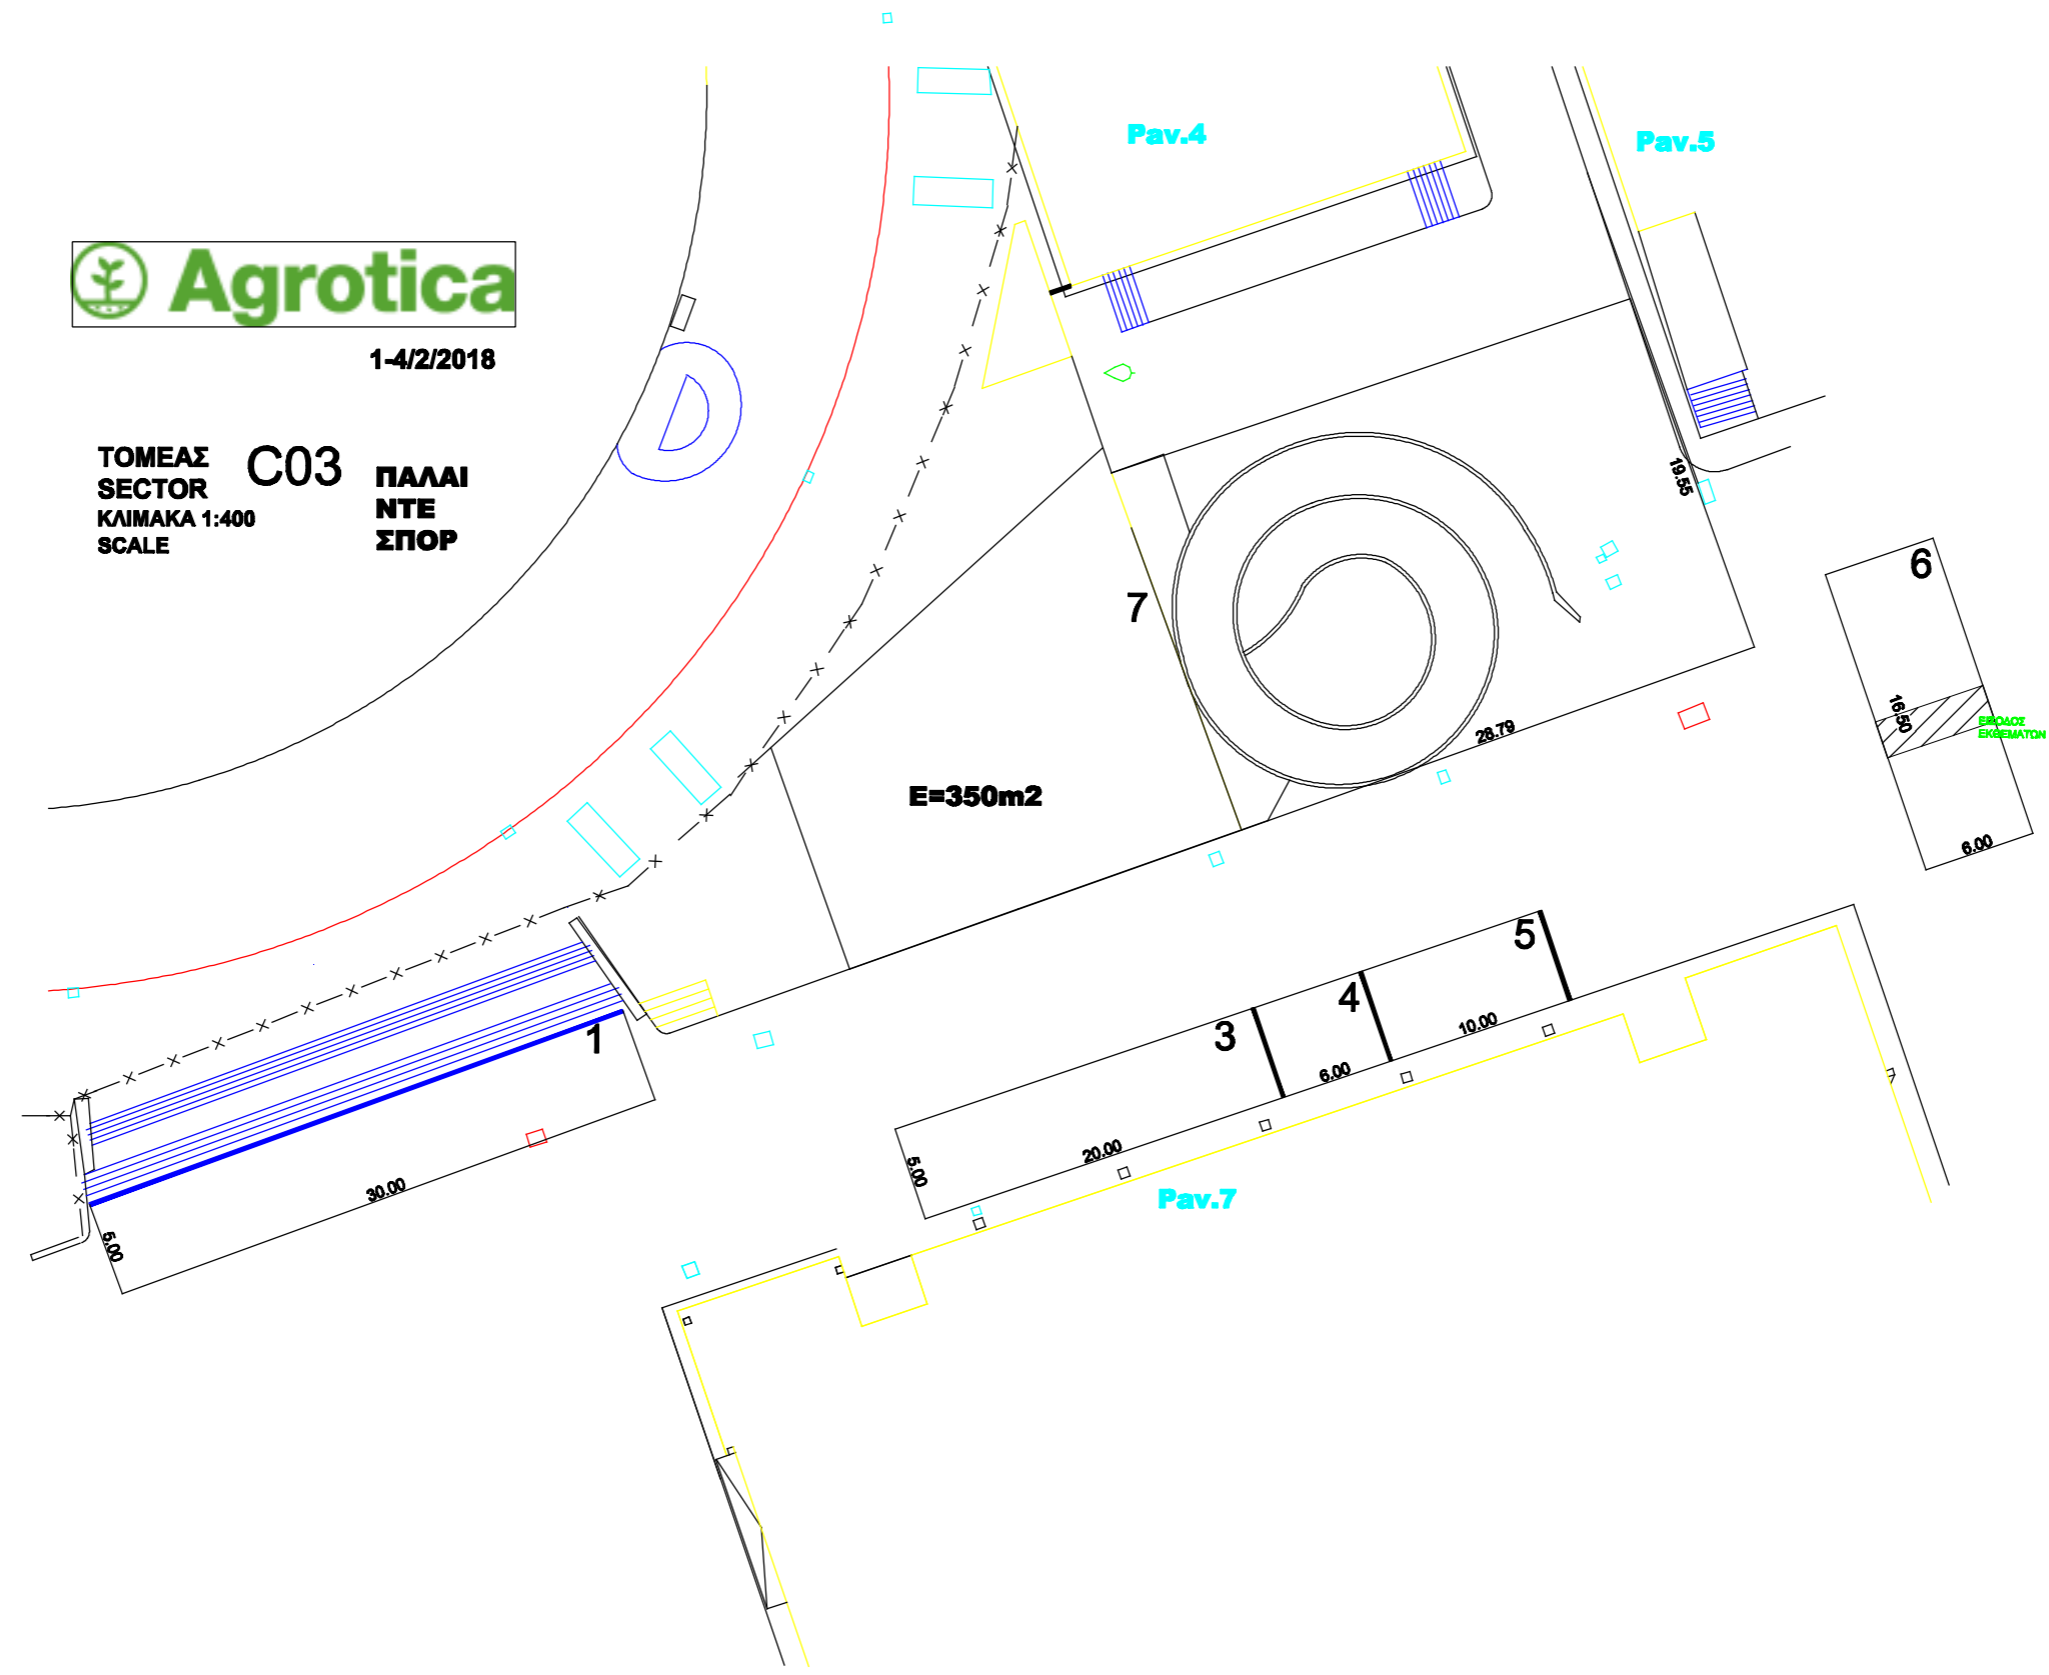 Agrotica
1-4/2/2018
ΤΟΜΕΑΣ
SECTOR
C03
ΚΛΙΜΑΚΑ 1:400
SCALE
ΠΑΛΑΙ
ΝΤΕ
ΣΠΟΡ
Pav.4
Pav.5
19.55
6
7
16.50
ΕΙΣΟΔΟΣ
ΕΚΘΕΜΑΤΩΝ
28.79
E=350m2
6.00
5
4
3
1
10.00
6.00
20.00
5.00
30.00
5.00
Pav.7